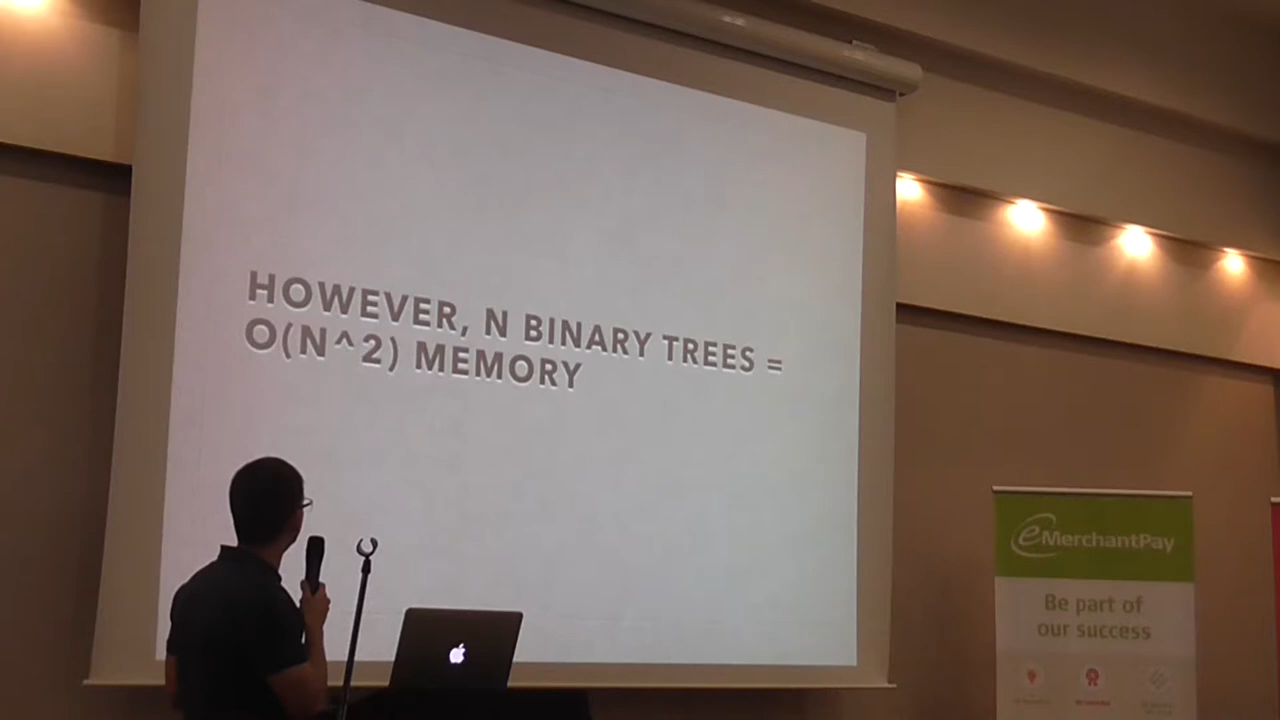 HOWEVER, N BINARY TREES =
O(N^2) MEMORY
eMerchantPay
Be part of
our success